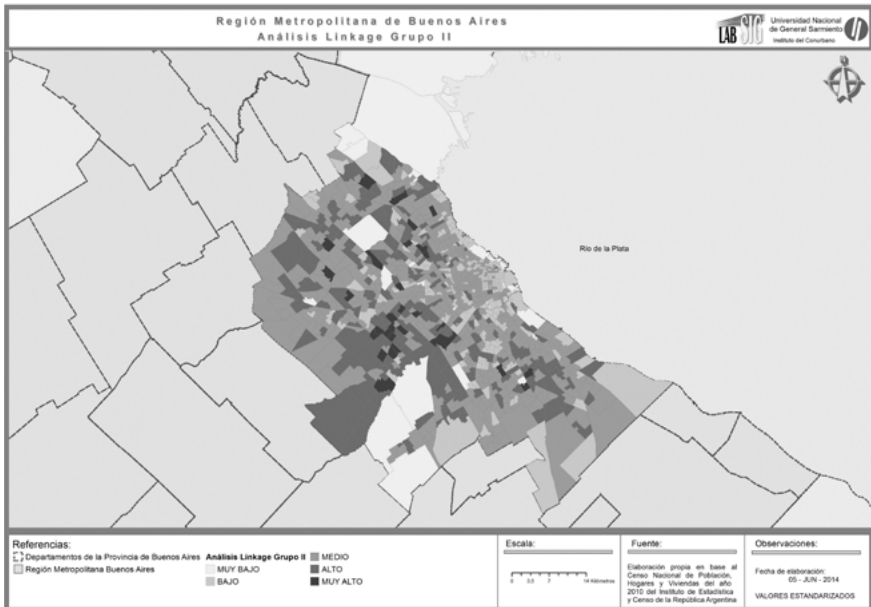 Región Metropolitana de Buenos Aires
Análisis Linkage Grupo II
LAB SIG
Universidad Nacional
de General Sarmiento
Instituto del Conurbano
N
Río de la Plata
Referencias:
Departamentos de la Provincia de Buenos Aires
Región Metropolitana Buenos Aires
Análisis Linkage Grupo II
MUY BAJO
BAJO
MEDIO
ALTO
MUY ALTO
Escala:
0 3,5 7 14 Kilómetros
Fuente:
Elaboración propia en base al
Censo Nacional de Población,
Hogares y Viviendas del año
2010 del Instituto de Estadística
y Censo de la República Argentina
Observaciones:
Fecha de elaboración:
05 - JUN - 2014
VALORES ESTANDARIZADOS